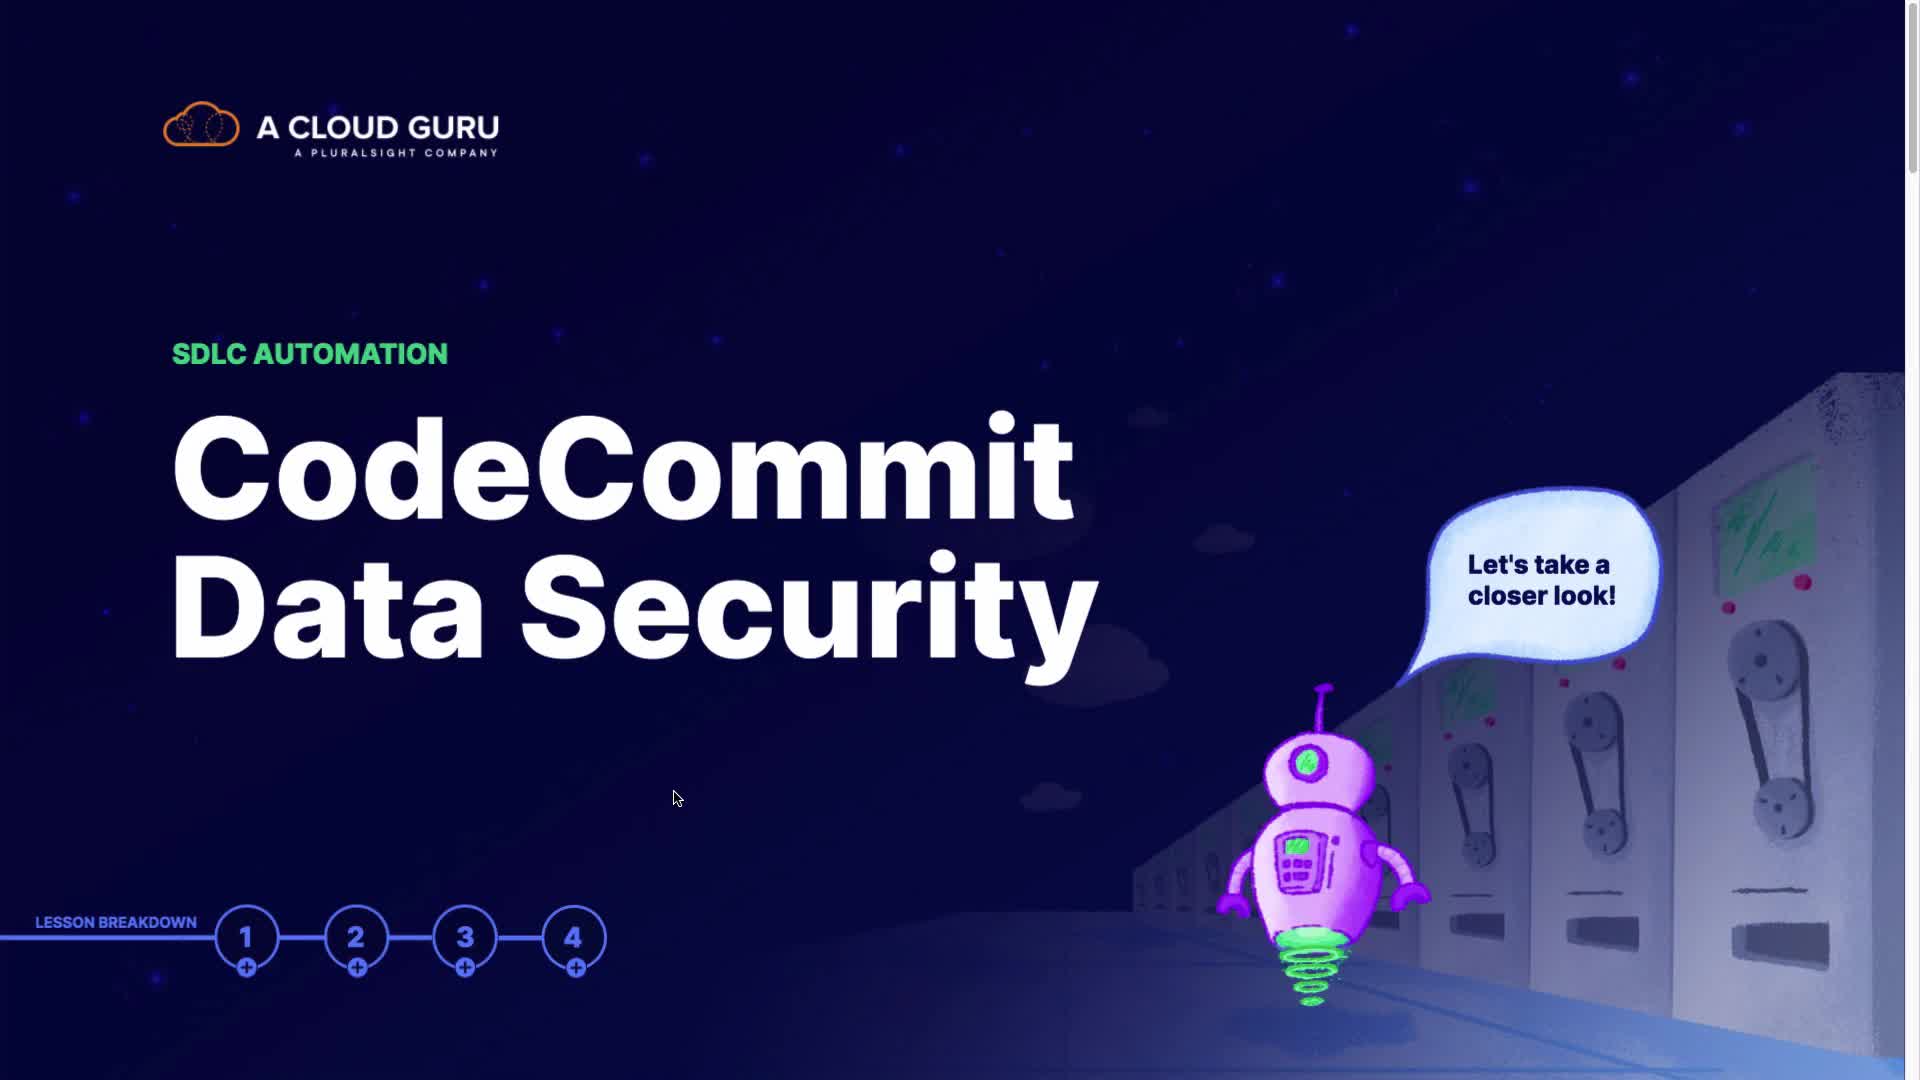 A CLOUD GURU
A PLURALSIGHT COMPANY
SDLC AUTOMATION
CodeCommit
Data Security
Let's take a
closer look!
LESSON BREAKDOWN
1 2 3 4